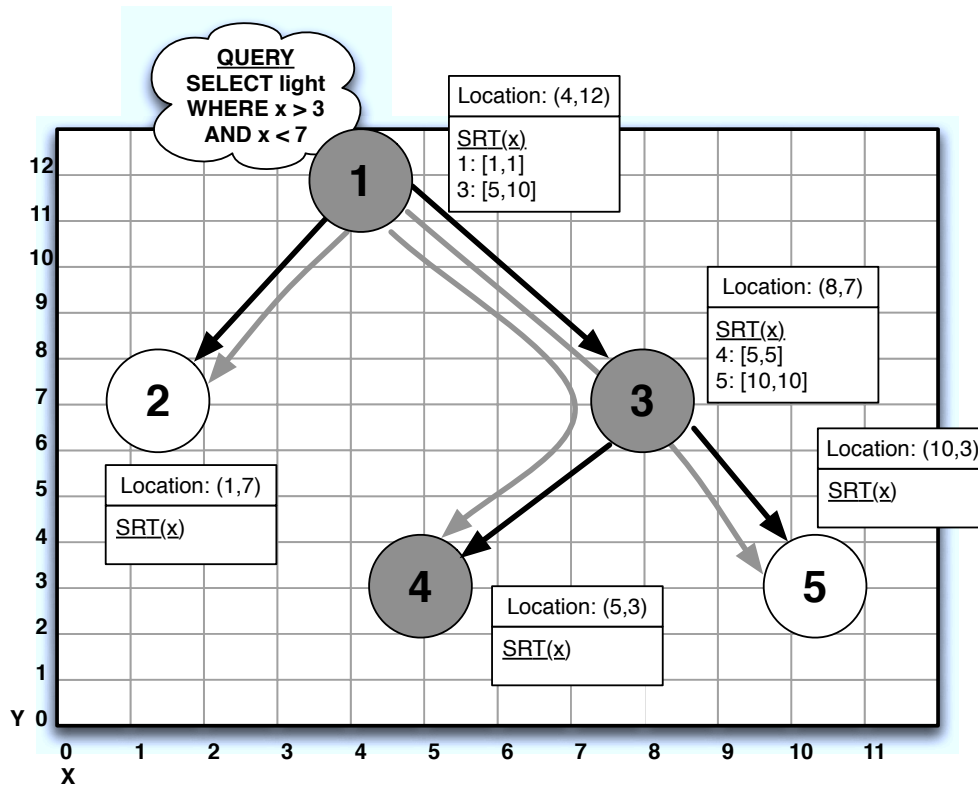 QUERY
SELECT light
WHERE x > 3
AND x < 7
Location: (4,12)
SRT(x)
1: [1,1]
3: [5,10]
1
Location: (8,7)
SRT(x)
4: [5,5]
5: [10,10]
2
3
Location: (1,7)
SRT(x)
Location: (10,3)
SRT(x)
4
5
Location: (5,3)
SRT(x)
12
11
10
9
8
7
6
5
4
3
2
1
Y 0
0 1 2 3 4 5 6 7 8 9 10 11
X